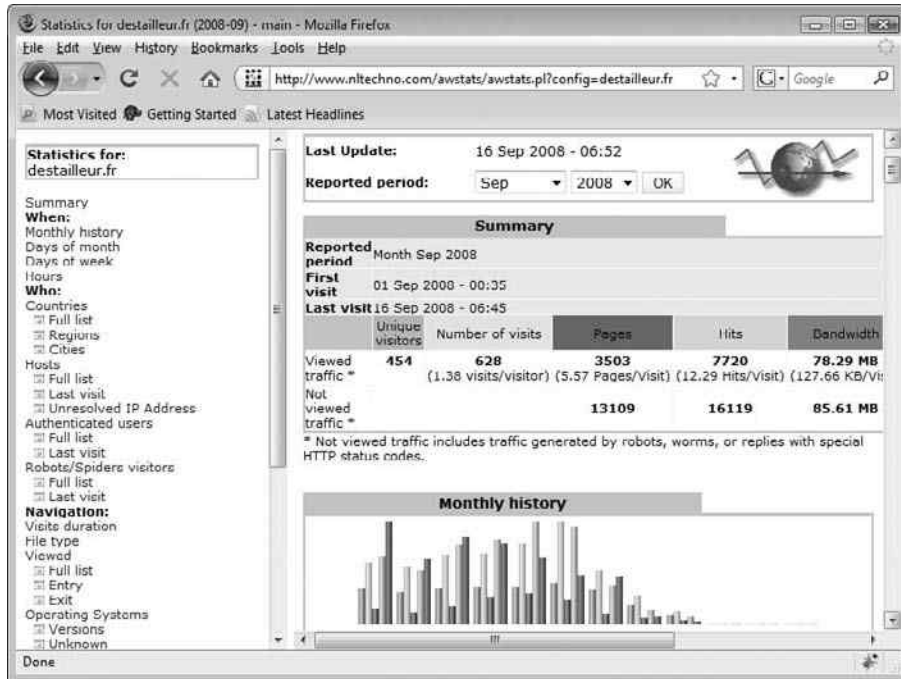 Statistics for destailleur.fr (2008-09) - main - Mozilla Firefox
File Edit View History Bookmarks Tools Help
http://www.nltechno.com/awstats/awstats.pl?config=destailleur.fr
G Google
Most Visited Getting Started Latest Headlines
Statistics for:
destailleur.fr
Summary
When:
Monthly history
Days of month
Days of week
Hours
Who:
Countries
Full list
Regions
Cities
Hosts
Full list
Last visit
Unresolved IP Address
Authenticated users
Full list
Last visit
Robots/Spiders visitors
Full list
Last visit
Navigation:
Visits duration
File type
Viewed
Full list
Entry
Exit
Operating Systems
Versions
Unknown
Last Update: 16 Sep 2008 - 06:52
Reported period: Sep 2008 OK
Summary
Reported period Month Sep 2008
First visit 01 Sep 2008 - 00:35
Last visit 16 Sep 2008 - 06:45
Unique visitors Number of visits Pages Hits Bandwidth
Viewed traffic * 454 628 3503 7720 78.29 MB
(1.38 visits/visitor) (5.57 Pages/Visit) (12.29 Hits/Visit) (127.66 KB/Vi
Not viewed traffic * 13109 16119 85.61 MB
* Not viewed traffic includes traffic generated by robots, worms, or replies with special
HTTP status codes.
Monthly history
Done